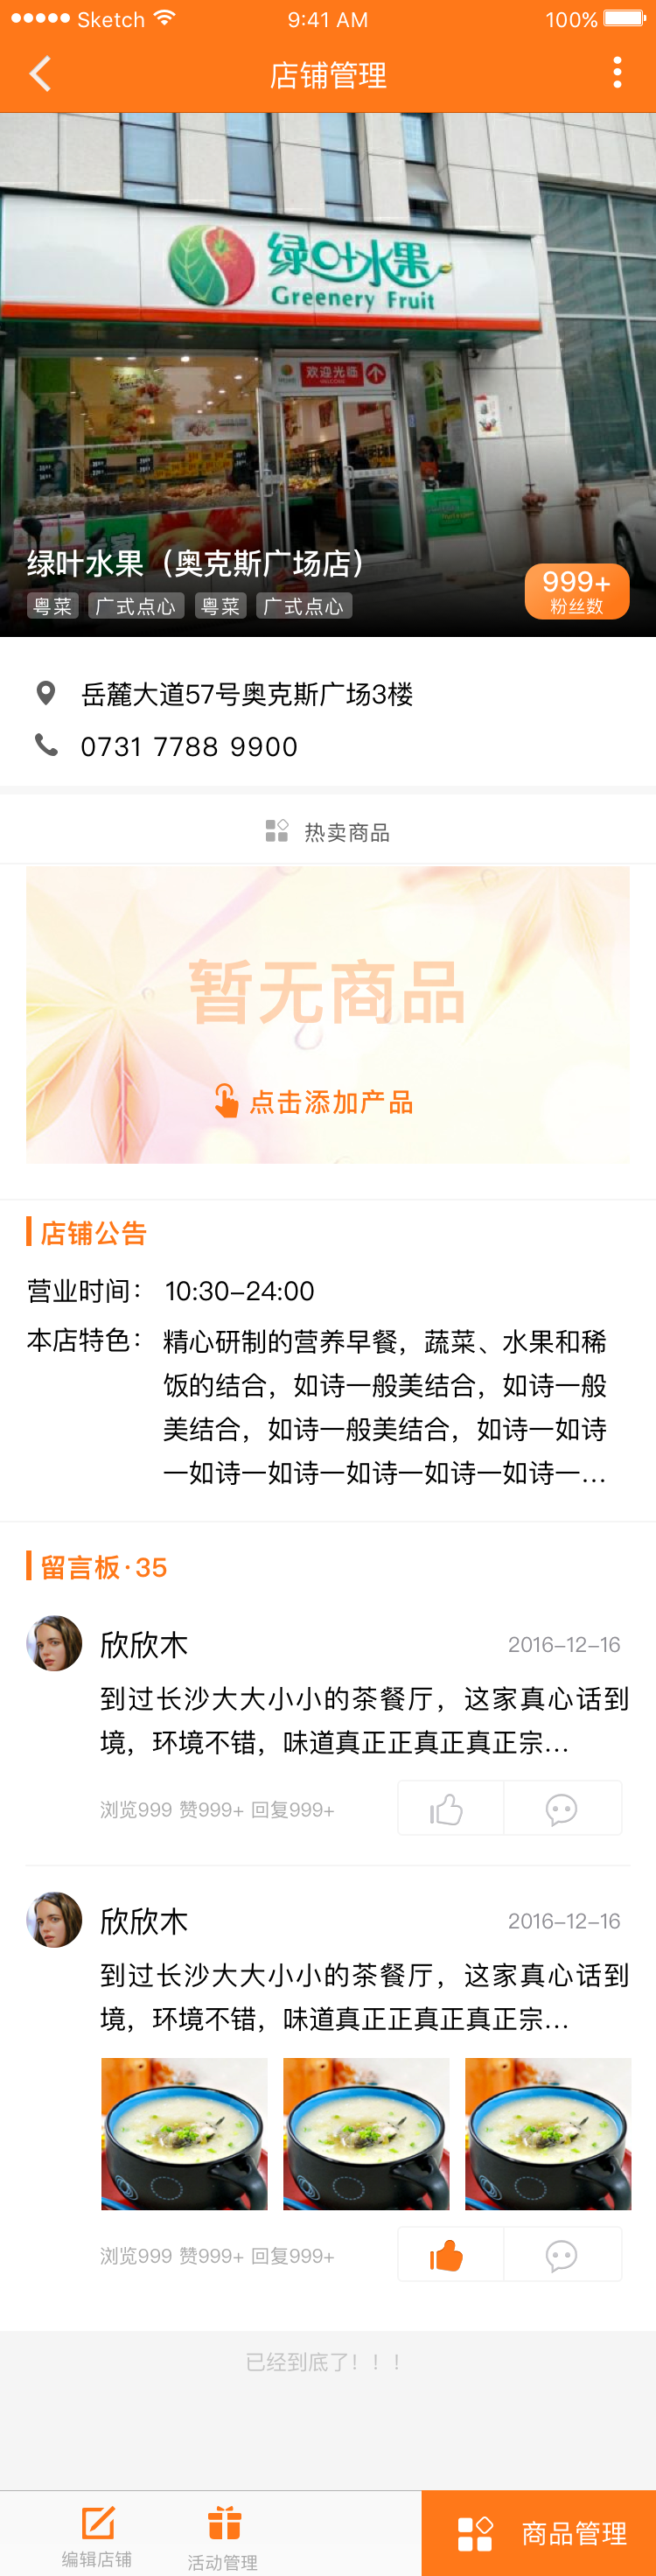 Sketch 9:41 AM 100%
店铺管理
绿叶水果
Greenery Fruit
欢迎光临
绿叶水果（奥克斯广场店）
粤菜 广式点心 粤菜 广式点心
999+
粉丝数
岳麓大道57号奥克斯广场3楼
0731 7788 9900
热卖商品
暂无商品
点击添加产品
店铺公告
营业时间： 10:30-24:00
本店特色： 精心研制的营养早餐，蔬菜、水果和稀
饭的结合，如诗一般美结合，如诗一般
美结合，如诗一般美结合，如诗一如诗
一如诗一如诗一如诗一如诗一如诗一...
留言板·35
欣欣木 2016-12-16
到过长沙大大小小的茶餐厅，这家真心话到
境，环境不错，味道真正正真正真正宗...
浏览999 赞999+ 回复999+
欣欣木 2016-12-16
到过长沙大大小小的茶餐厅，这家真心话到
境，环境不错，味道真正正真正真正宗...
浏览999 赞999+ 回复999+
已经到底了！！！
编辑店铺 活动管理 商品管理